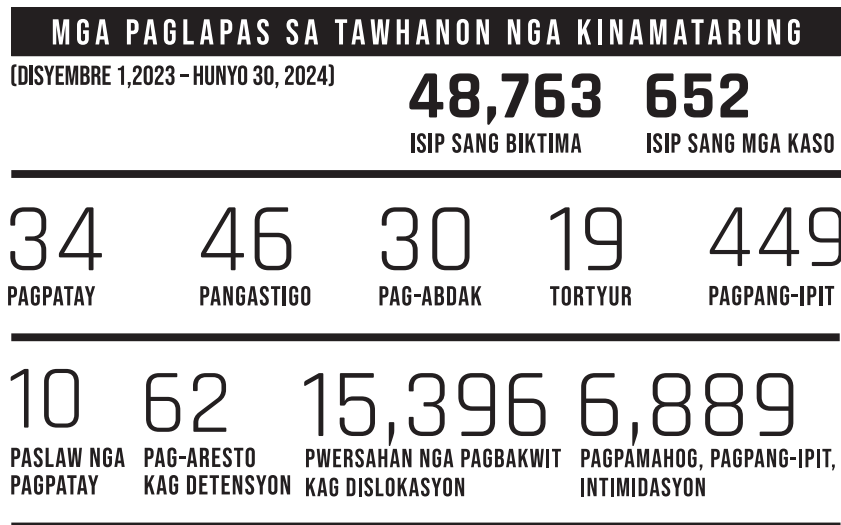 MGA PAGLAPAS SA TAWHANON NGA KINAMATARUNG
(DISYEMBRE 1,2023 – HUNYO 30, 2024)
48,763 652
ISIP SANG BIKTIMA ISIP SANG MGA KASO
34 46 30 19 449
PAGPATAY PANGASTIGO PAG-ABDAK TORTYUR PAGPANG-IPIT
10 62 15,396 6,889
PASLAW NGA PAG-ARESTO PWERSAHAN NGA PAGBAKWIT PAGPAMAHOG, PAGPANG-IPIT,
PAGPATAY KAG DETENSYON KAG DISLOKASYON INTIMIDASYON